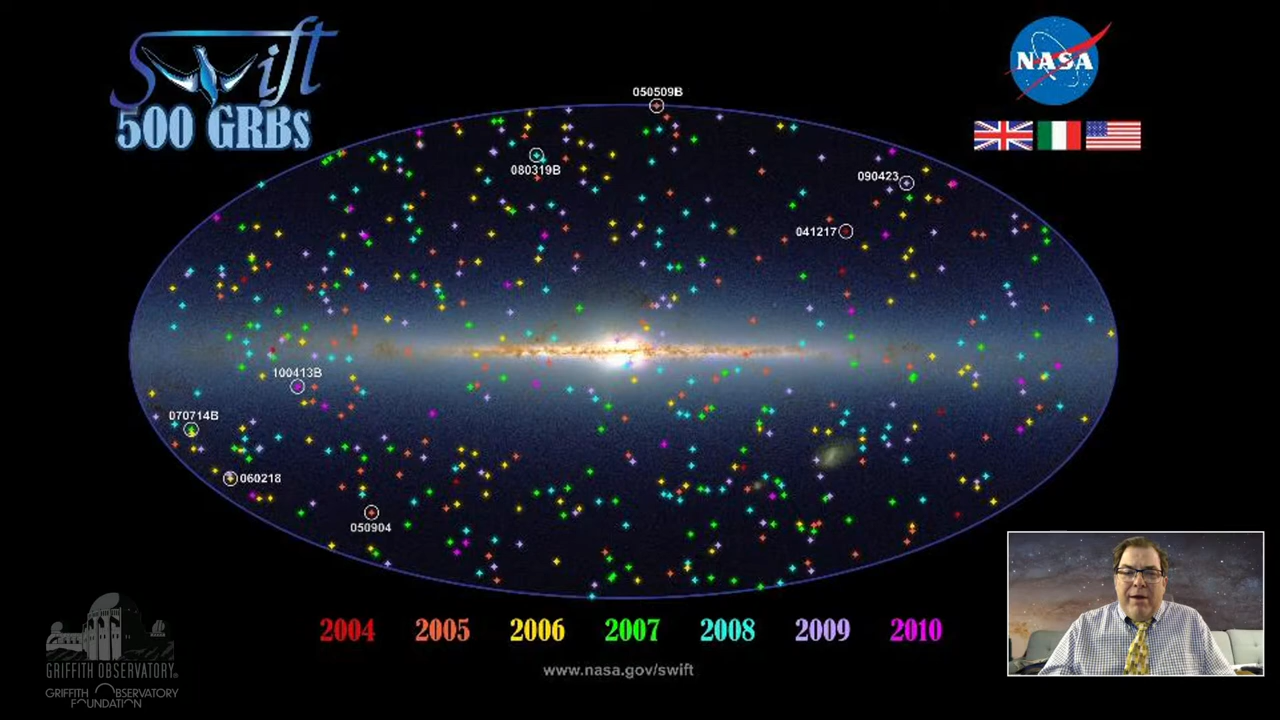 Swift
500 GRBs
NASA
050509B
080319B
090423
041217
100413B
070714B
060218
050904
2004 2005 2006 2007 2008 2009 2010
www.nasa.gov/swift
GRIFFITH OBSERVATORY®
GRIFFITH OBSERVATORY
FOUNDATION